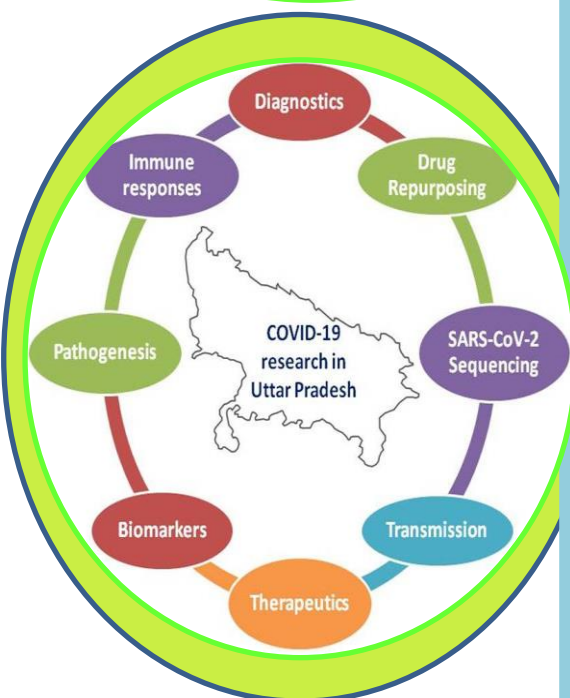 Diagnostics
Immune
responses
Drug
Repurposing
COVID-19
research in
Uttar Pradesh
Pathogenesis
SARS-CoV-2
Sequencing
Biomarkers
Transmission
Therapeutics